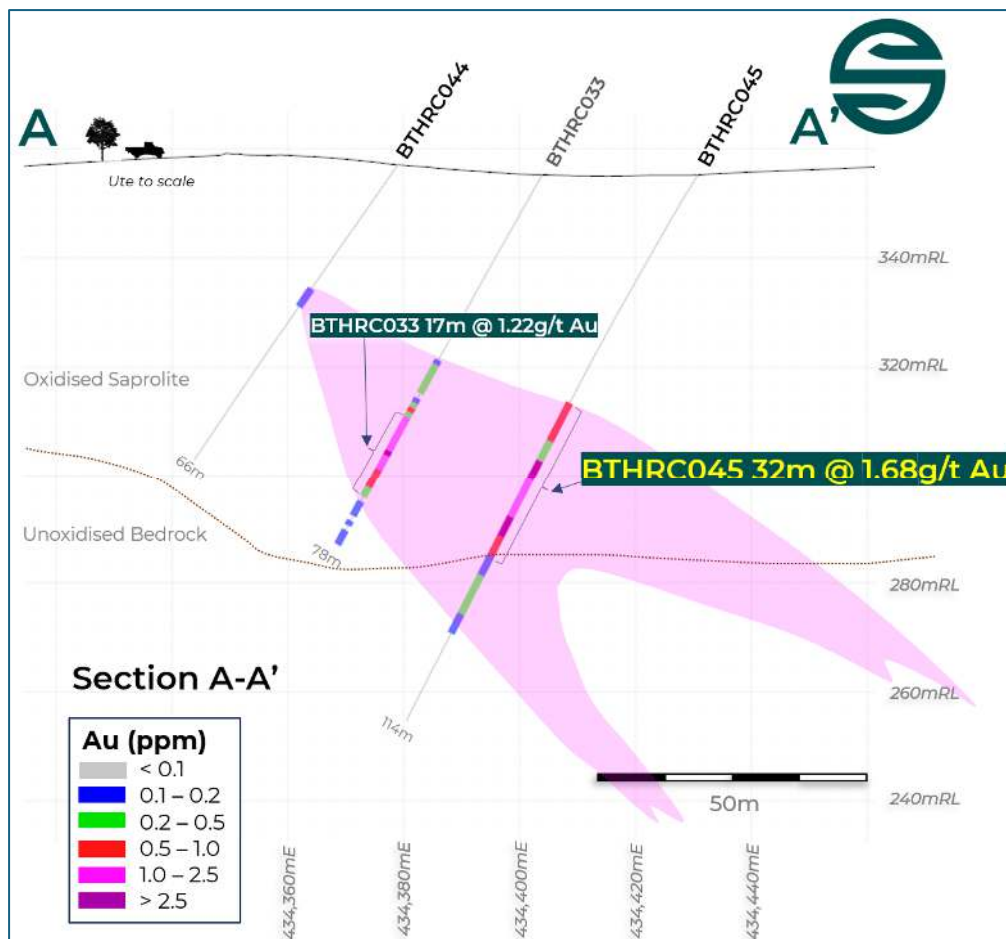 A
BTHRC044
BTHRC033
BTHRC045
A’
Ute to scale
340mRL
BTHRC033 17m @ 1.22g/t Au
320mRL
Oxidised Saprolite
66m
BTHRC045 32m @ 1.68g/t Au
Unoxidised Bedrock
78m
280mRL
Section A-A’
260mRL
114m
Au (ppm)
< 0.1
0.1 – 0.2
0.2 – 0.5
0.5 – 1.0
1.0 – 2.5
> 2.5
50m
240mRL
434,360mE
434,380mE
434,400mE
434,420mE
434,440mE